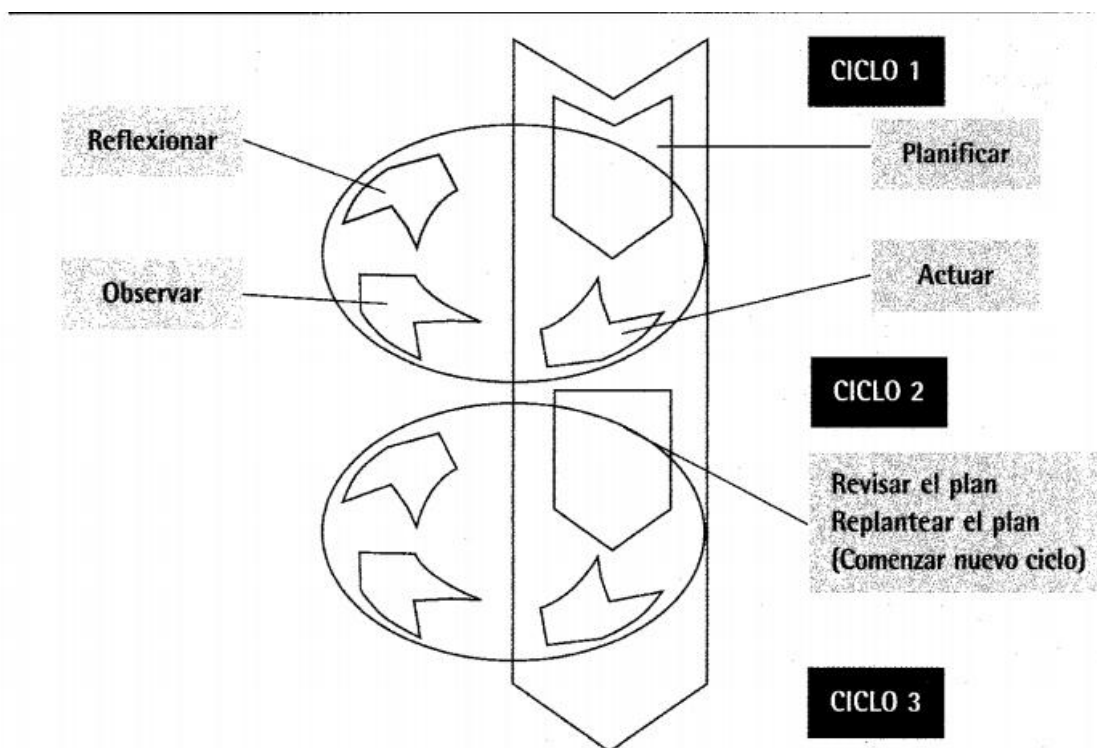 CICLO 1
Reflexionar
Planificar
Observar
Actuar
CICLO 2
Revisar el plan
Replantear el plan
(Comenzar nuevo ciclo)
CICLO 3